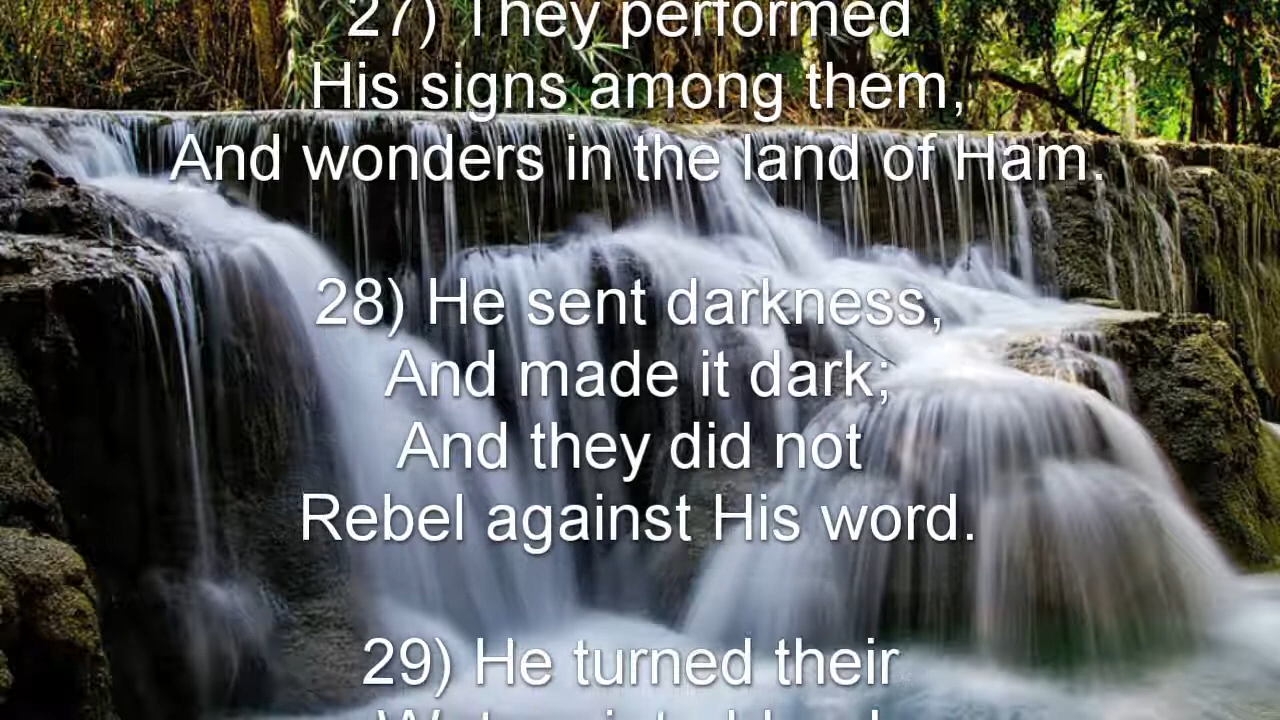 27) They performed
His signs among them,
And wonders in the land of Ham.
28) He sent darkness,
And made it dark;
And they did not
Rebel against His word.
29) He turned their